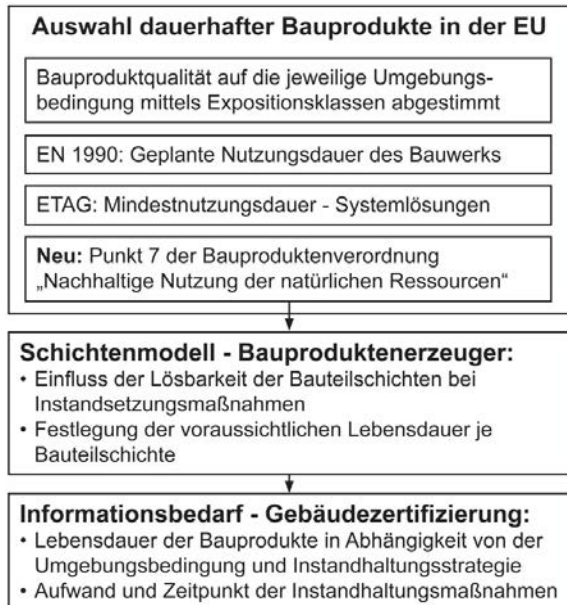 Auswahl dauerhafter Bauprodukte in der EU
Bauproduktqualität auf die jeweilige Umgebungs-
bedingung mittels Expositionsklassen abgestimmt
EN 1990: Geplante Nutzungsdauer des Bauwerks
ETAG: Mindestnutzungsdauer - Systemlösungen
Neu: Punkt 7 der Bauproduktenverordnung
„Nachhaltige Nutzung der natürlichen Ressourcen“
Schichtenmodell - Bauproduktenerzeuger:
• Einfluss der Lösbarkeit der Bauteilschichten bei
Instandsetzungsmaßnahmen
• Festlegung der voraussichtlichen Lebensdauer je
Bauteilschichte
Informationsbedarf - Gebäudezertifizierung:
• Lebensdauer der Bauprodukte in Abhängigkeit von der
Umgebungsbedingung und Instandhaltungsstrategie
• Aufwand und Zeitpunkt der Instandhaltungsmaßnahmen